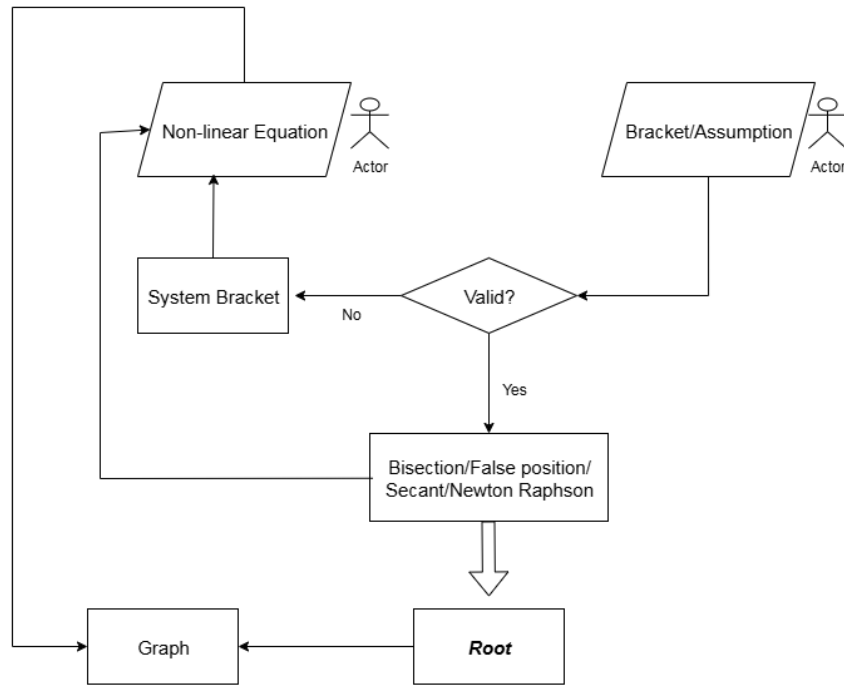 Non-linear Equation
Actor
Bracket/Assumption
Actor
System Bracket
No
Valid?
Yes
Bisection/False position/
Secant/Newton Raphson
Graph
Root